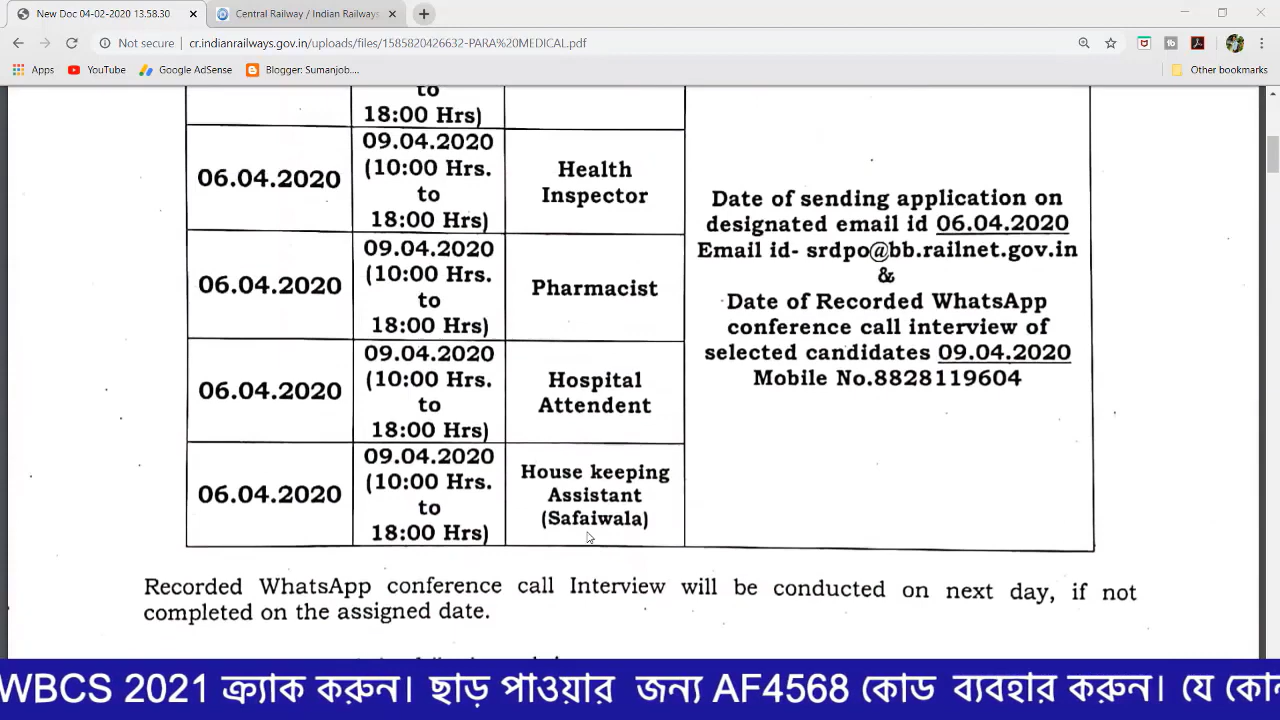 New Doc 04-02-2020 13.58.30
Central Railway / Indian Railways
Not secure
cr.indianrailways.gov.in/uploads/files/1585820426632-PARA%20MEDICAL.pdf
Apps
YouTube
Google AdSense
Blogger: Sumanjob....
Other bookmarks
to
18:00 Hrs)
06.04.2020
09.04.2020
(10:00 Hrs.
to
18:00 Hrs)
Health
Inspector
06.04.2020
09.04.2020
(10:00 Hrs.
to
18:00 Hrs)
Pharmacist
06.04.2020
09.04.2020
(10:00 Hrs.
to
18:00 Hrs)
Hospital
Attendent
06.04.2020
09.04.2020
(10:00 Hrs.
to
18:00 Hrs)
House keeping
Assistant
(Safaiwala)
Date of sending application on
designated email id 06.04.2020
Email id- srdpo@bb.railnet.gov.in
&
Date of Recorded WhatsApp
conference call interview of
selected candidates 09.04.2020
Mobile No.8828119604
Recorded WhatsApp conference call Interview will be conducted on next day, if not
completed on the assigned date.
WBCS 2021 ক্র্যাক করুন। ছাড় পাওয়ার জন্য AF4568 কোড ব্যবহার করুন। যে কোন